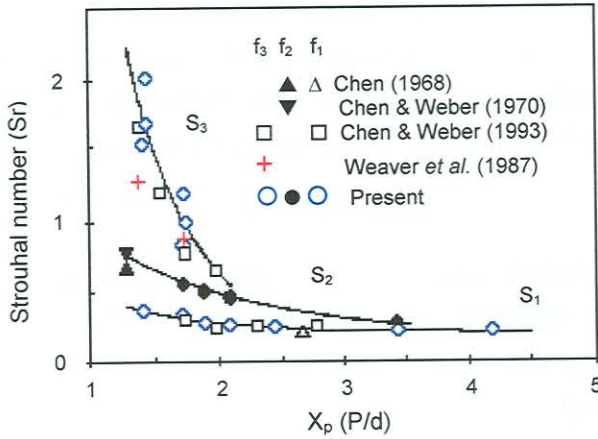 f₃ f₂ f₁
Chen (1968)
Chen & Weber (1970)
Chen & Weber (1993)
Weaver et al. (1987)
Present
S₃
S₂
S₁
Strouhal number (Sr)
2
1
0
1 2 3 4 5
Xₚ (P/d)